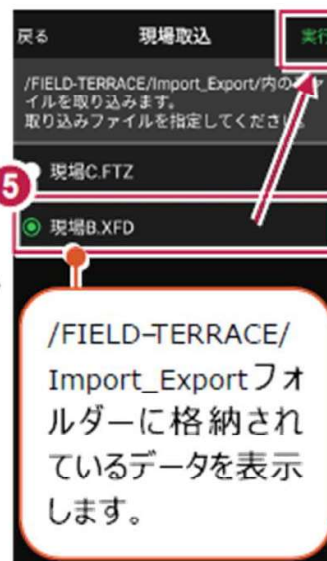 戻る 現場取込 実行
/FIELD-TERRACE/Import_Export/内の
イルを取り込みます。
取り込みファイルを指定してください。
現場C.FTZ
5
現場B.XFD
/FIELD-TERRACE/
Import_Exportフォ
ルダーに格納され
ているデータを表示
します。